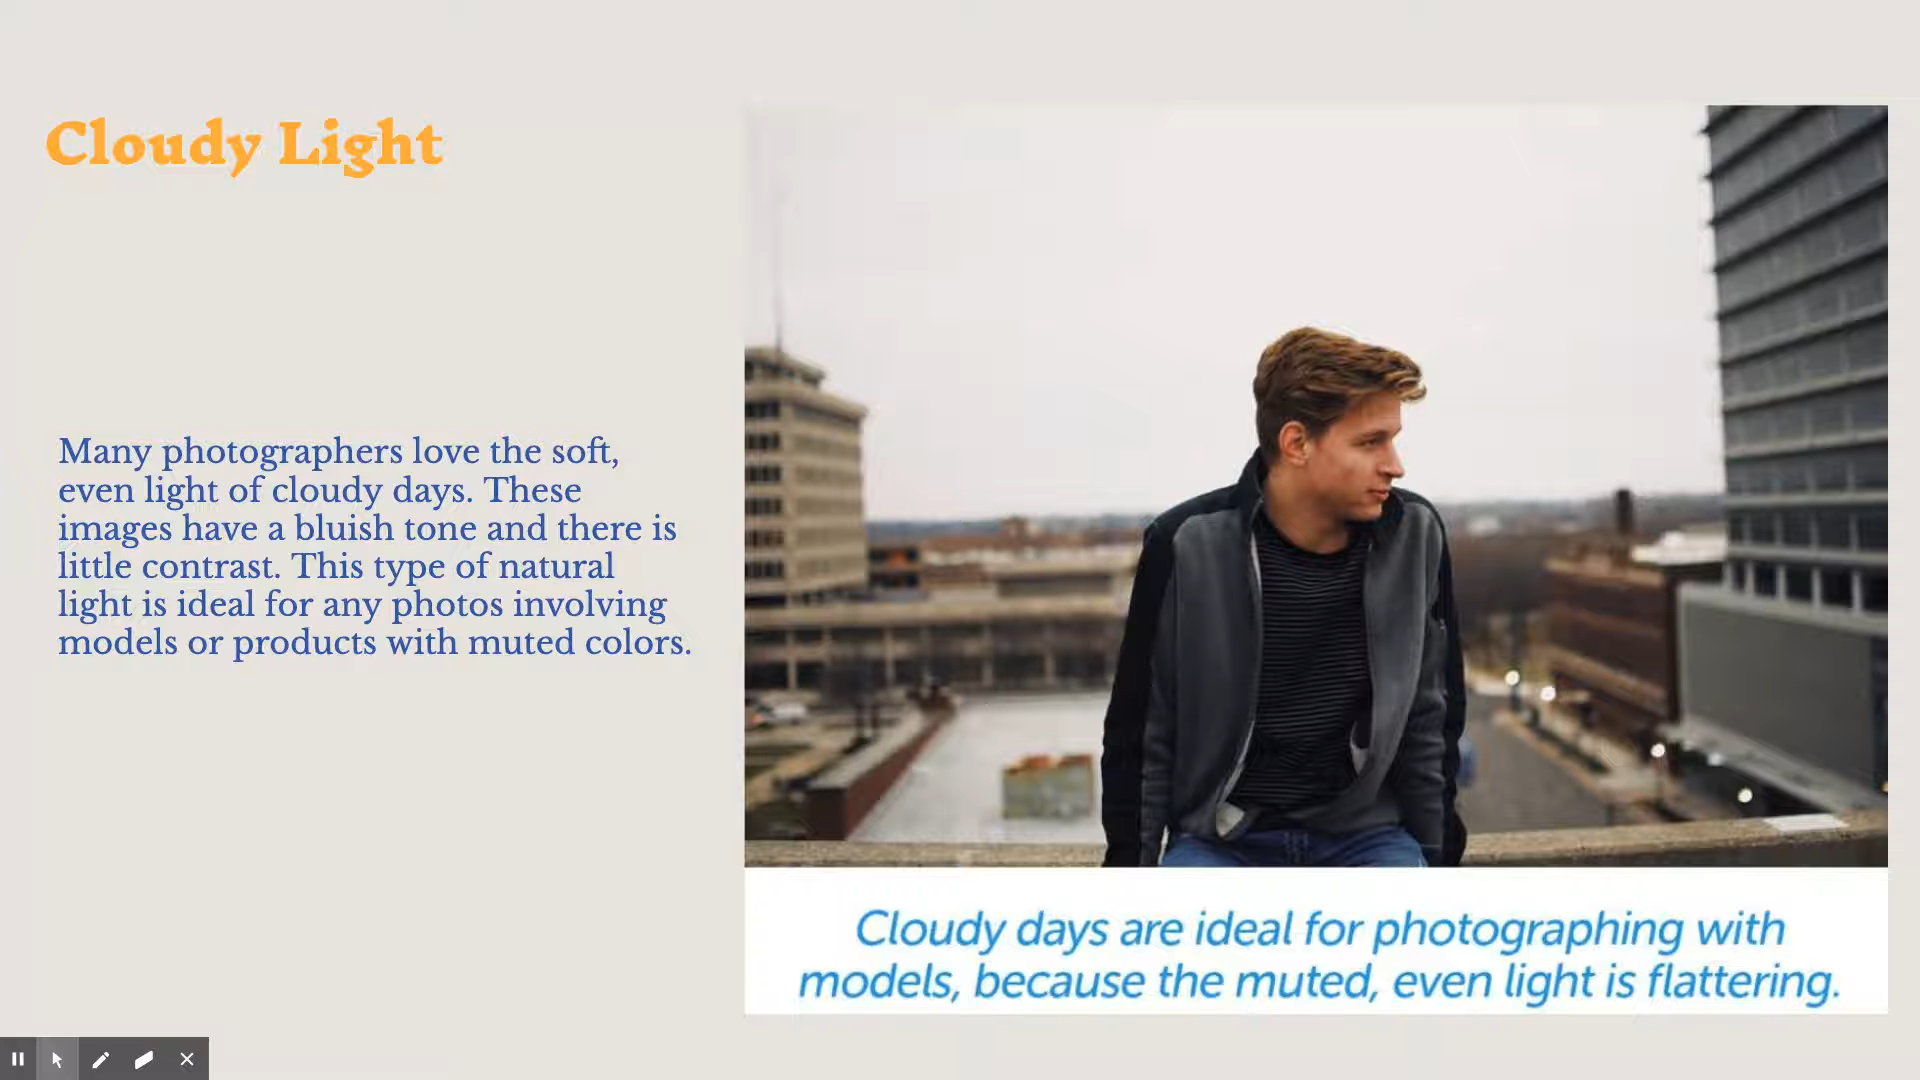 Cloudy Light
Many photographers love the soft,
even light of cloudy days. These
images have a bluish tone and there is
little contrast. This type of natural
light is ideal for any photos involving
models or products with muted colors.
Cloudy days are ideal for photographing with
models, because the muted, even light is flattering.